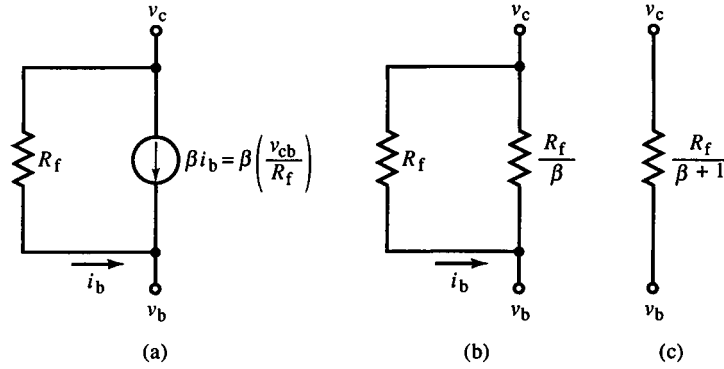 v_c
R_f
βi_b = β(v_cb / R_f)
i_b
v_b
(a)
v_c
R_f
R_f / β
i_b
v_b
(b)
v_c
R_f / β + 1
v_b
(c)